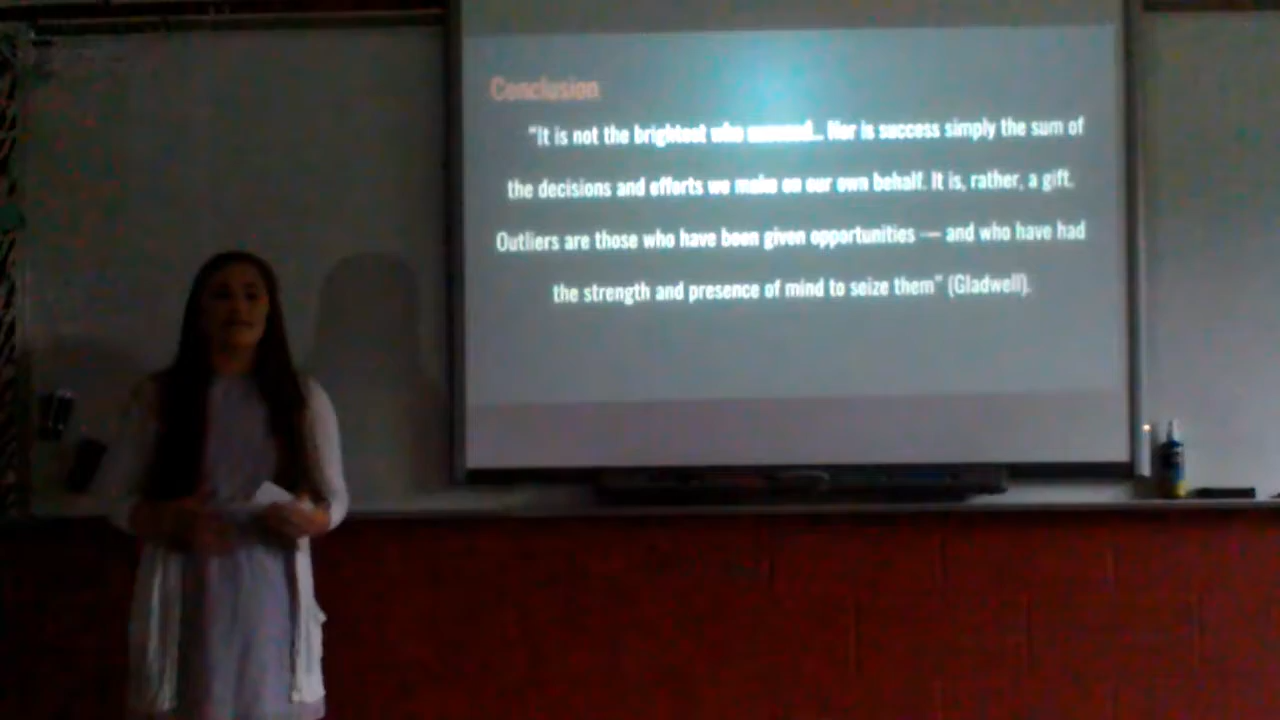 Conclusion
"It is not the brightest who succeed... Nor is success simply the sum of
the decisions and efforts we make on our own behalf. It is, rather, a gift.
Outliers are those who have been given opportunities — and who have had
the strength and presence of mind to seize them" (Gladwell).